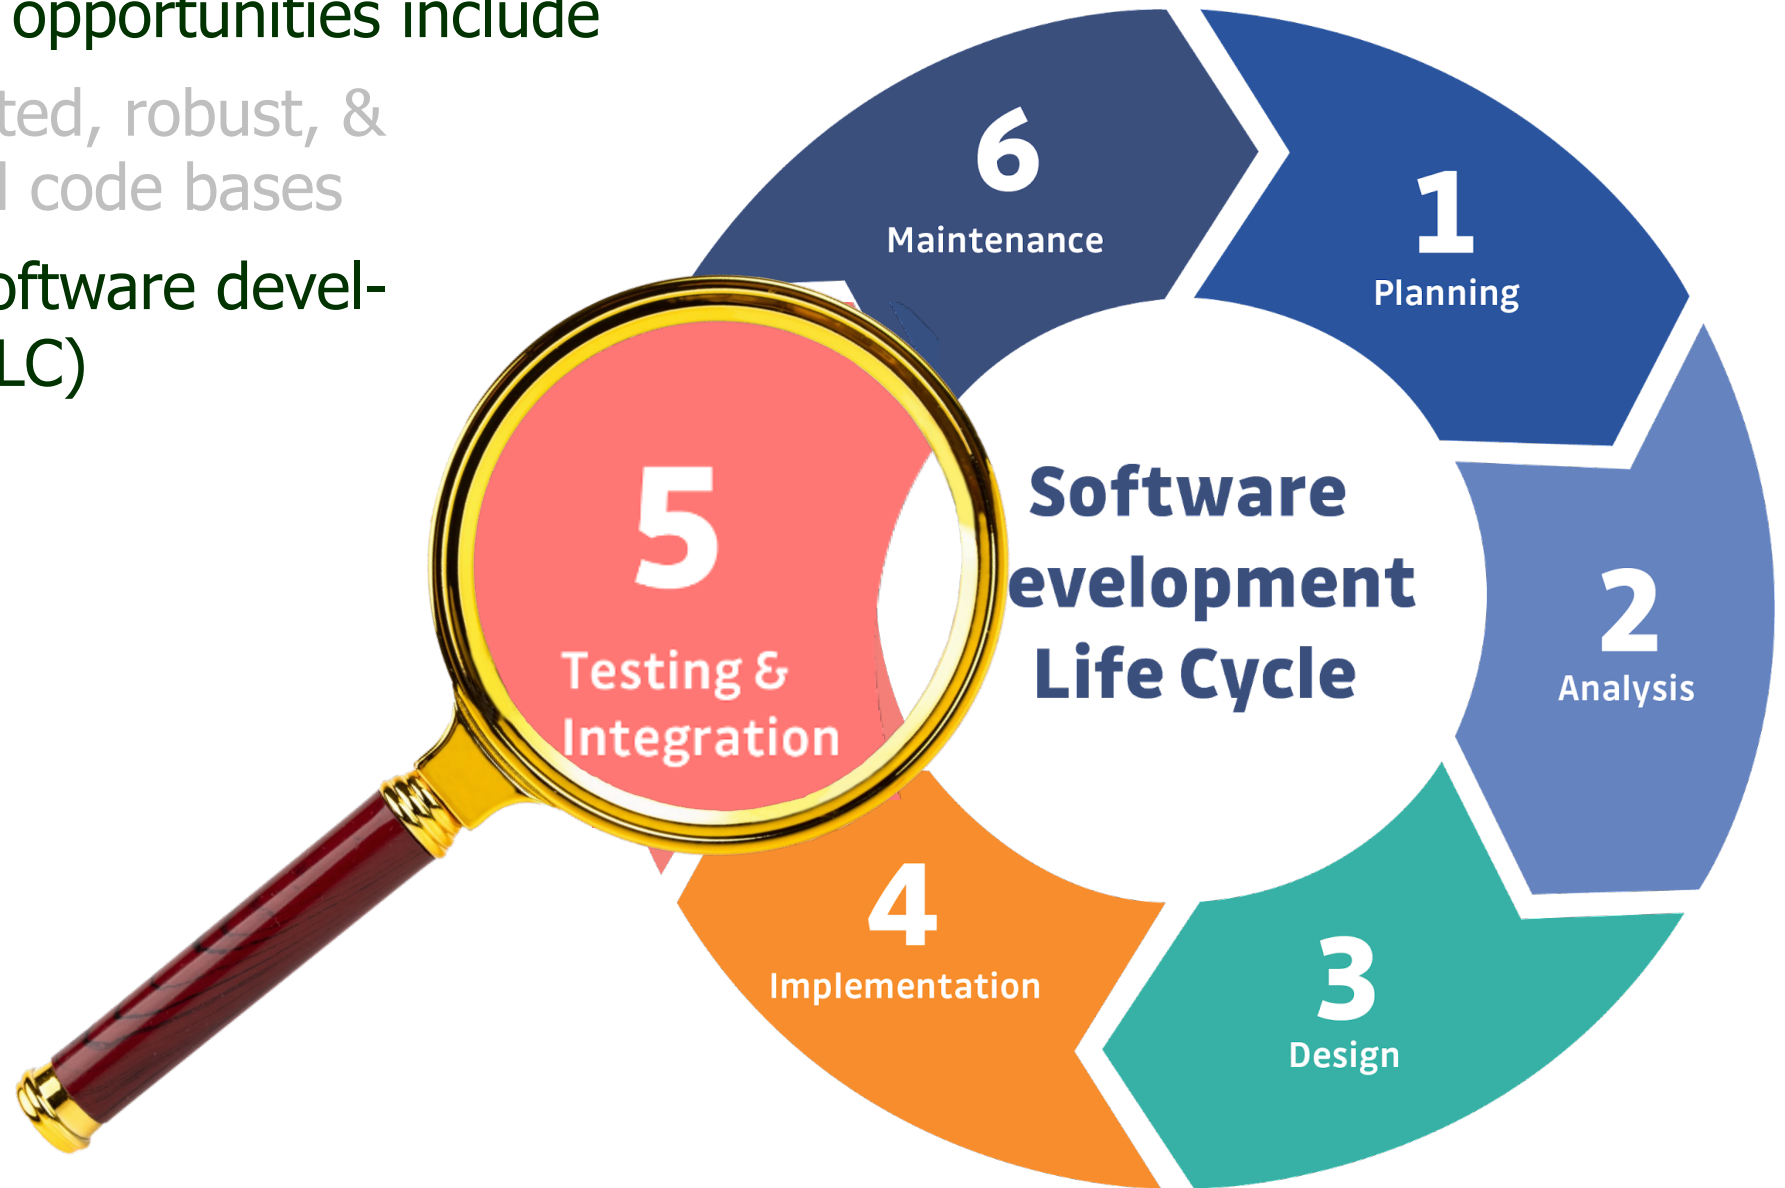 opportunities include
ted, robust, &
l code bases
oftware devel-
LC)
6
Maintenance
1
Planning
5
Testing &
Integration
Software
evelopment
Life Cycle
2
Analysis
4
Implementation
3
Design